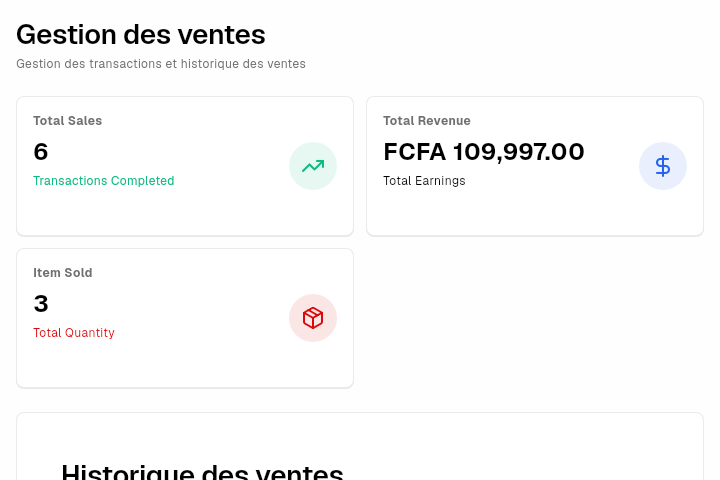 Gestion des ventes
Gestion des transactions et historique des ventes
Total Sales
6
Transactions Completed
Total Revenue
FCFA 109,997.00
Total Earnings
Item Sold
3
Total Quantity
Historique des ventes